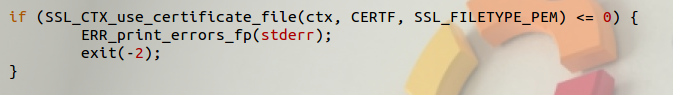 if (SSL_CTX_use_certificate_file(ctx, CERTF, SSL_FILETYPE_PEM) <= 0) {
        ERR_print_errors_fp(stderr);
        exit(-2);
}